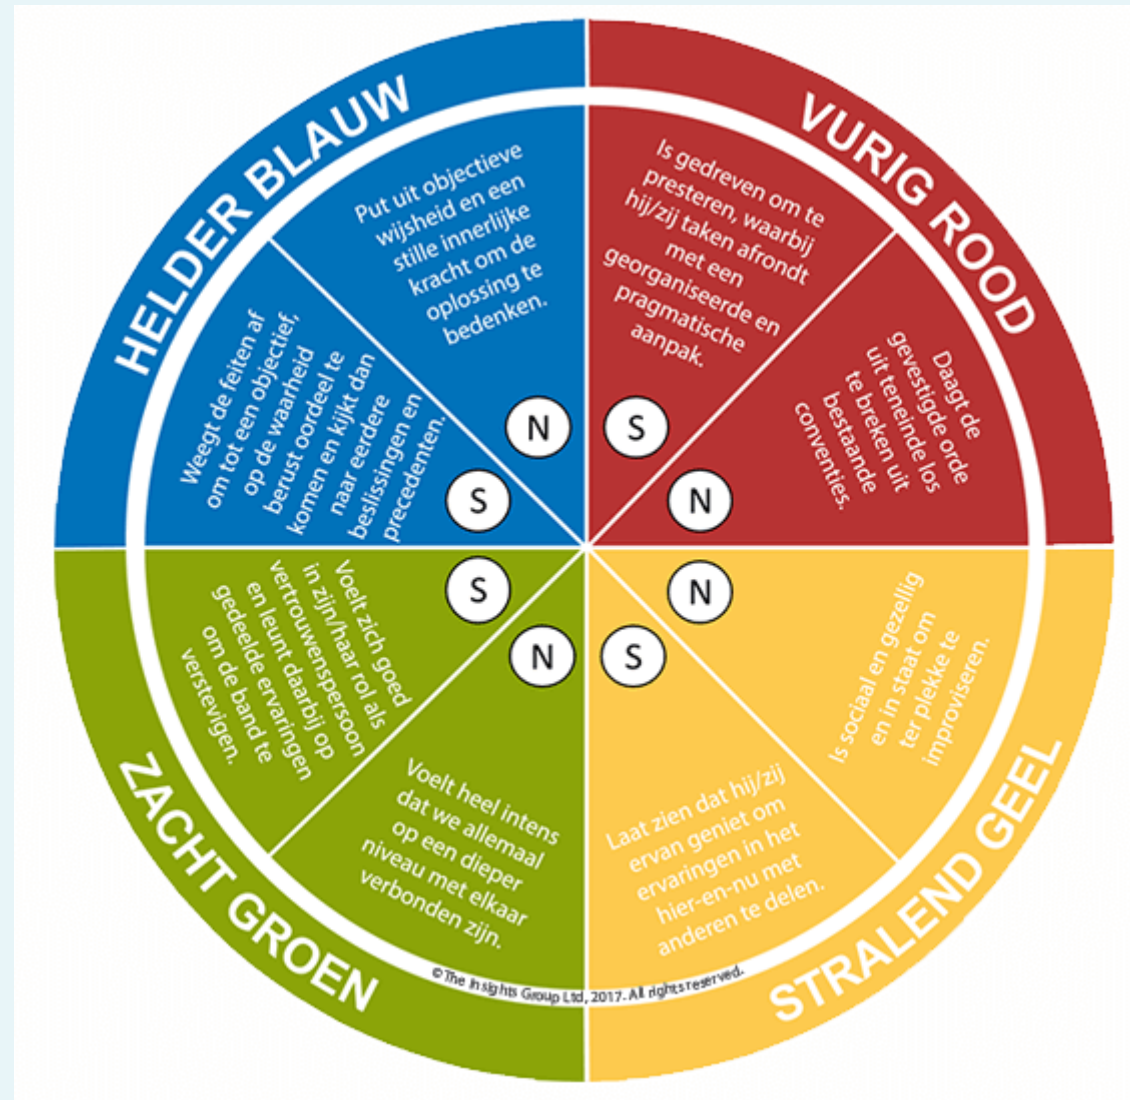 HELDER BLAUW
Put uit objectieve
wijsheid en een
stille innerlijke
kracht om de
oplossing te
bedenken.
N
Weegt de feiten af
om tot een objectief,
op de waarheid
berust oordeel te
komen en kijkt dan
naar eerdere
beslissingen en
precedenten.
S
VURIG ROOD
Is gedreven om te
presteren, waarbij
hij/zij taken afrondt
met een
georganiseerde en
pragmatische
aanpak.
S
Daagt de
gevestigde orde
uit teneinde los
te breken uit
bestaande
conventies.
N
ZACHT GROEN
Voelt zich goed
in zijn/haar rol als
vertrouwenspersoon
en leunt daarbij op
gedeelde ervaringen
om de band te
verstevigen.
S
Voelt heel intens
dat we allemaal
op een dieper
niveau met elkaar
verbonden zijn.
N
STRALEND GEEL
Is sociaal en gezellig
en in staat om
ter plekke te
improviseren.
N
Laat zien dat hij/zij
ervan geniet om
ervaringen in het
hier-en-nu met
anderen te delen.
S
© The Insights Group Ltd, 2017. All rights reserved.